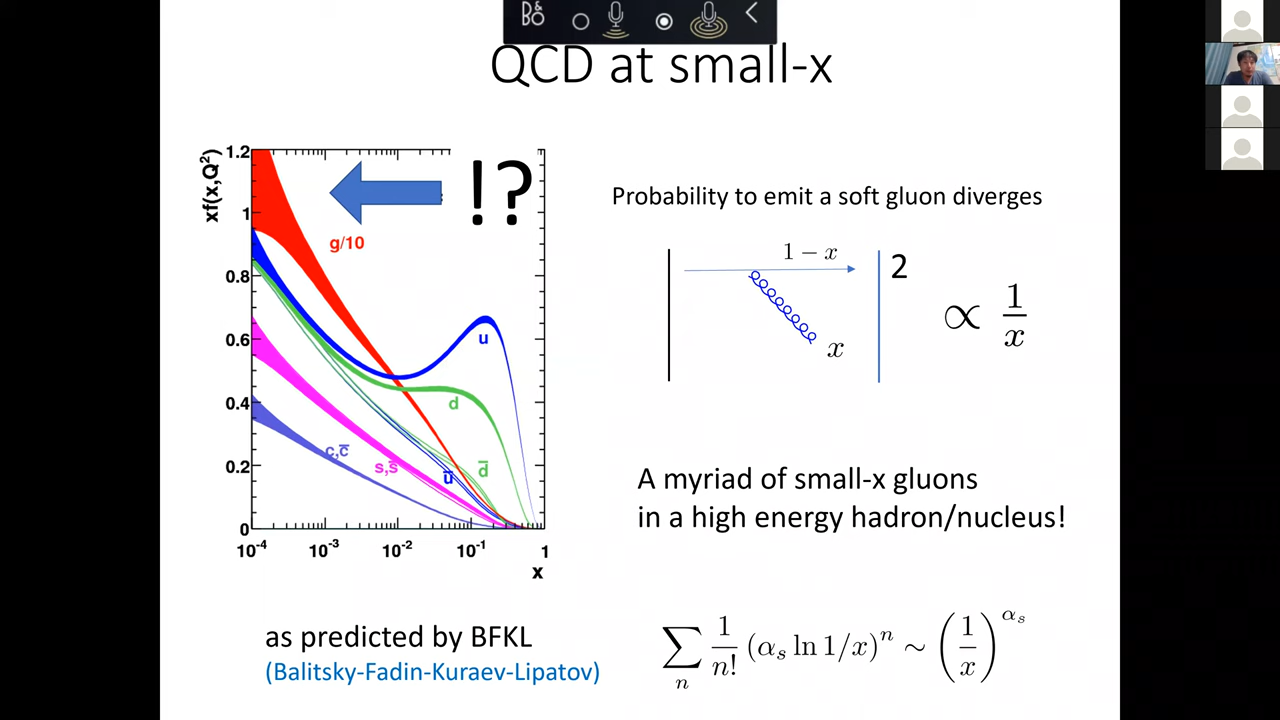 B&O
QCD at small-x
xf(x,Q²)
1.2
1
0.8
0.6
0.4
0.2
0
!?
g/10
u
d
c,c̅
s,s̅
u̅
d̅
10⁻⁴
10⁻³
10⁻²
10⁻¹
1
x
Probability to emit a soft gluon diverges
1 − x
x
2
∝ 1/x
A myriad of small-x gluons
in a high energy hadron/nucleus!
as predicted by BFKL
(Balitsky-Fadin-Kuraev-Lipatov)
∑ₙ 1/n! (αₛ ln 1/x)ⁿ ∼ (1/x)^αₛ